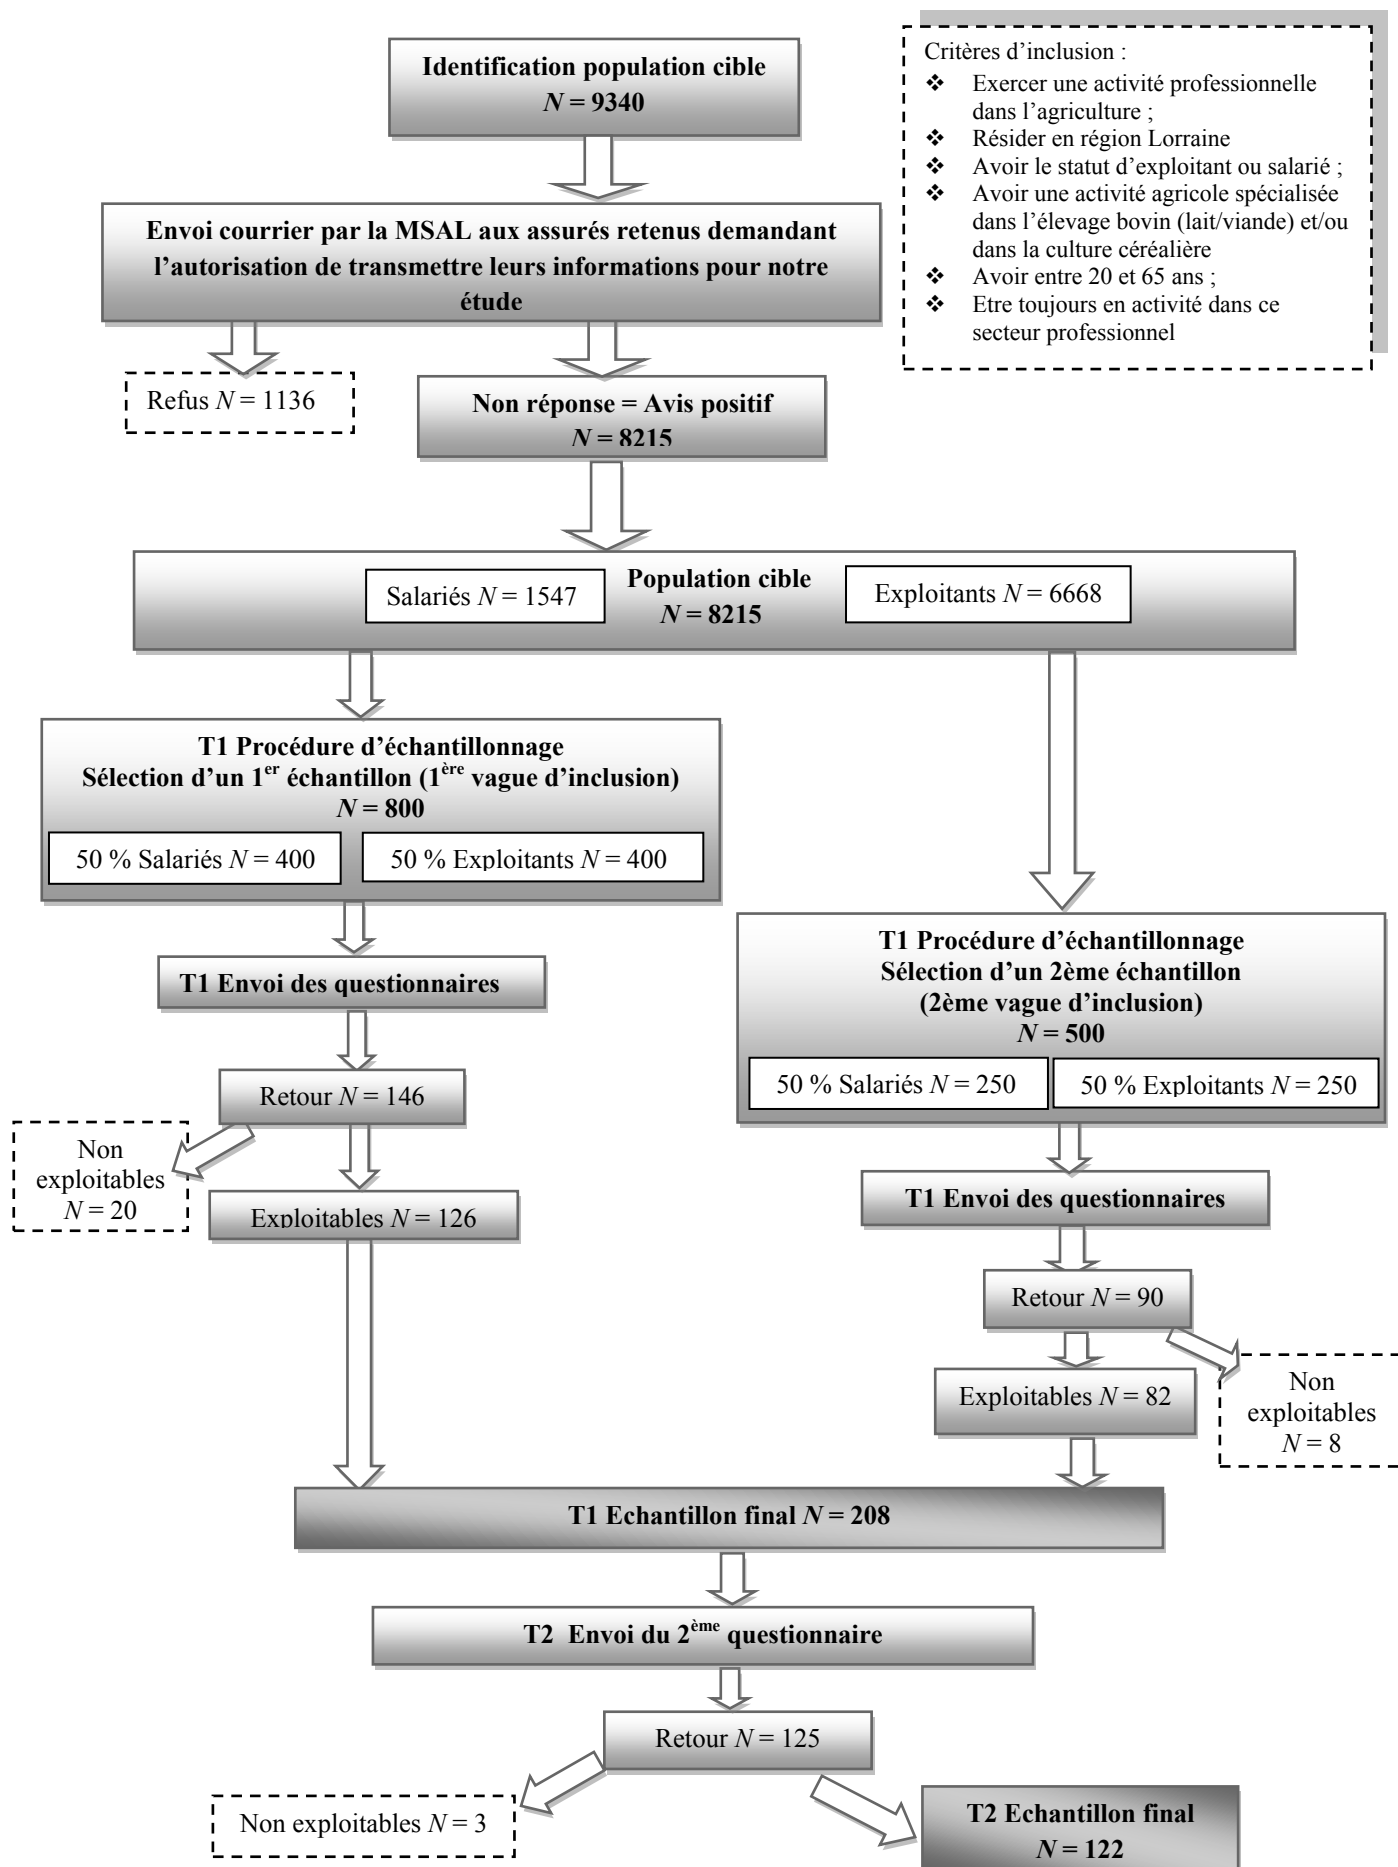 Identification population cible
N = 9340
Critères d’inclusion :
❖ Exercer une activité professionnelle
dans l’agriculture ;
❖ Résider en région Lorraine
❖ Avoir le statut d’exploitant ou salarié ;
❖ Avoir une activité agricole spécialisée
dans l’élevage bovin (lait/viande) et/ou
dans la culture céréalière
❖ Avoir entre 20 et 65 ans ;
❖ Etre toujours en activité dans ce
secteur professionnel
Envoi courrier par la MSAL aux assurés retenus demandant
l’autorisation de transmettre leurs informations pour notre
étude
Refus N = 1136
Non réponse = Avis positif
N = 8215
Population cible
N = 8215
Salariés N = 1547
Exploitants N = 6668
T1 Procédure d’échantillonnage
Sélection d’un 1er échantillon (1ère vague d’inclusion)
N = 800
50 % Salariés N = 400
50 % Exploitants N = 400
T1 Envoi des questionnaires
Retour N = 146
Non
exploitables
N = 20
Exploitables N = 126
T1 Procédure d’échantillonnage
Sélection d’un 2ème échantillon
(2ème vague d’inclusion)
N = 500
50 % Salariés N = 250
50 % Exploitants N = 250
T1 Envoi des questionnaires
Retour N = 90
Exploitables N = 82
Non
exploitables
N = 8
T1 Echantillon final N = 208
T2 Envoi du 2ème questionnaire
Retour N = 125
Non exploitables N = 3
T2 Echantillon final
N = 122